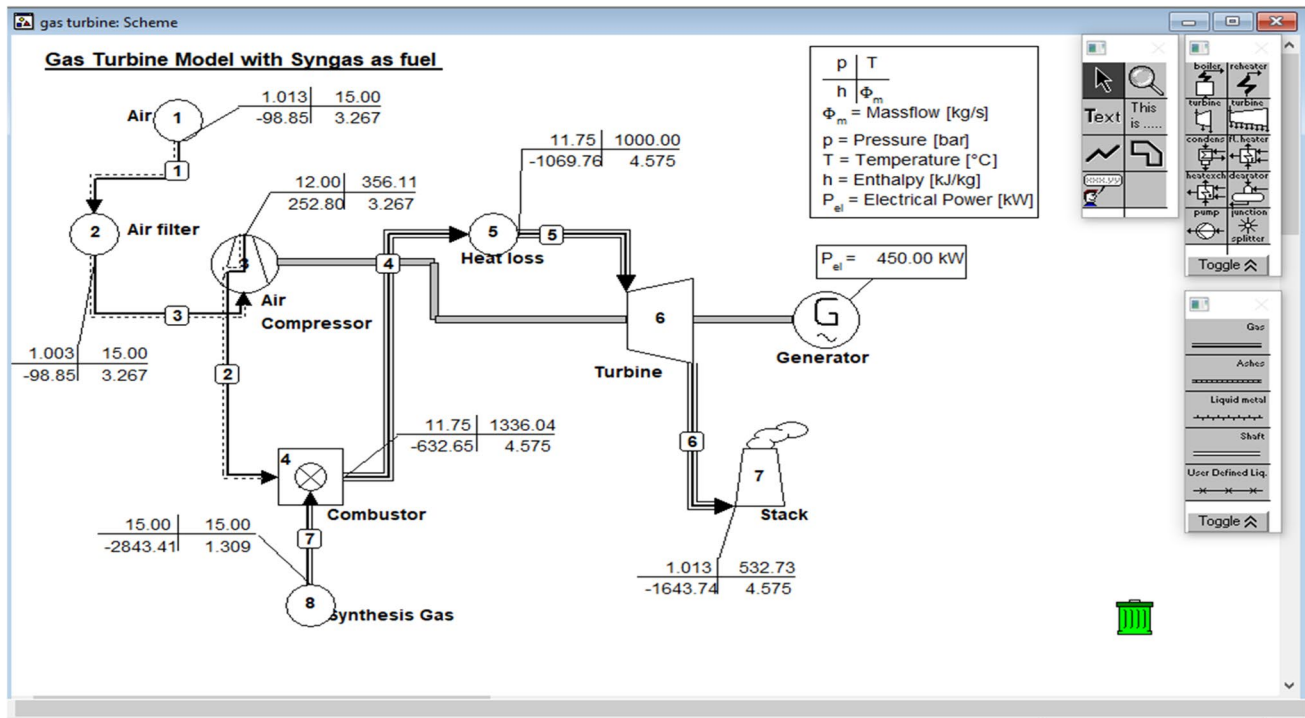 gas turbine: Scheme
Gas Turbine Model with Syngas as fuel
Air
1
1.013 15.00
-98.85 3.267
1
2
Air filter
12.00 356.11
252.80 3.267
3
Air
Compressor
3
1.003 15.00
-98.85 3.267
2
4
11.75 1000.00
-1069.76 4.575
5
Heat loss
5
6
Turbine
Pel = 450.00 kW
G
~
Generator
p T
h Φm
Φm = Massflow [kg/s]
p = Pressure [bar]
T = Temperature [°C]
h = Enthalpy [kJ/kg]
Pel = Electrical Power [kW]
11.75 1336.04
-632.65 4.575
4
Combustor
15.00 15.00
-2843.41 1.309
7
8
Synthesis Gas
6
7
Stack
1.013 532.73
-1643.74 4.575
Text
This
is .....
xxx.yy
boiler reheater
turbine turbine
condens fl.heater
heatexch dearator
pump junction
splitter
Toggle
Gas
Ashes
Liquid metal
Shaft
User Defined Liq.
Toggle